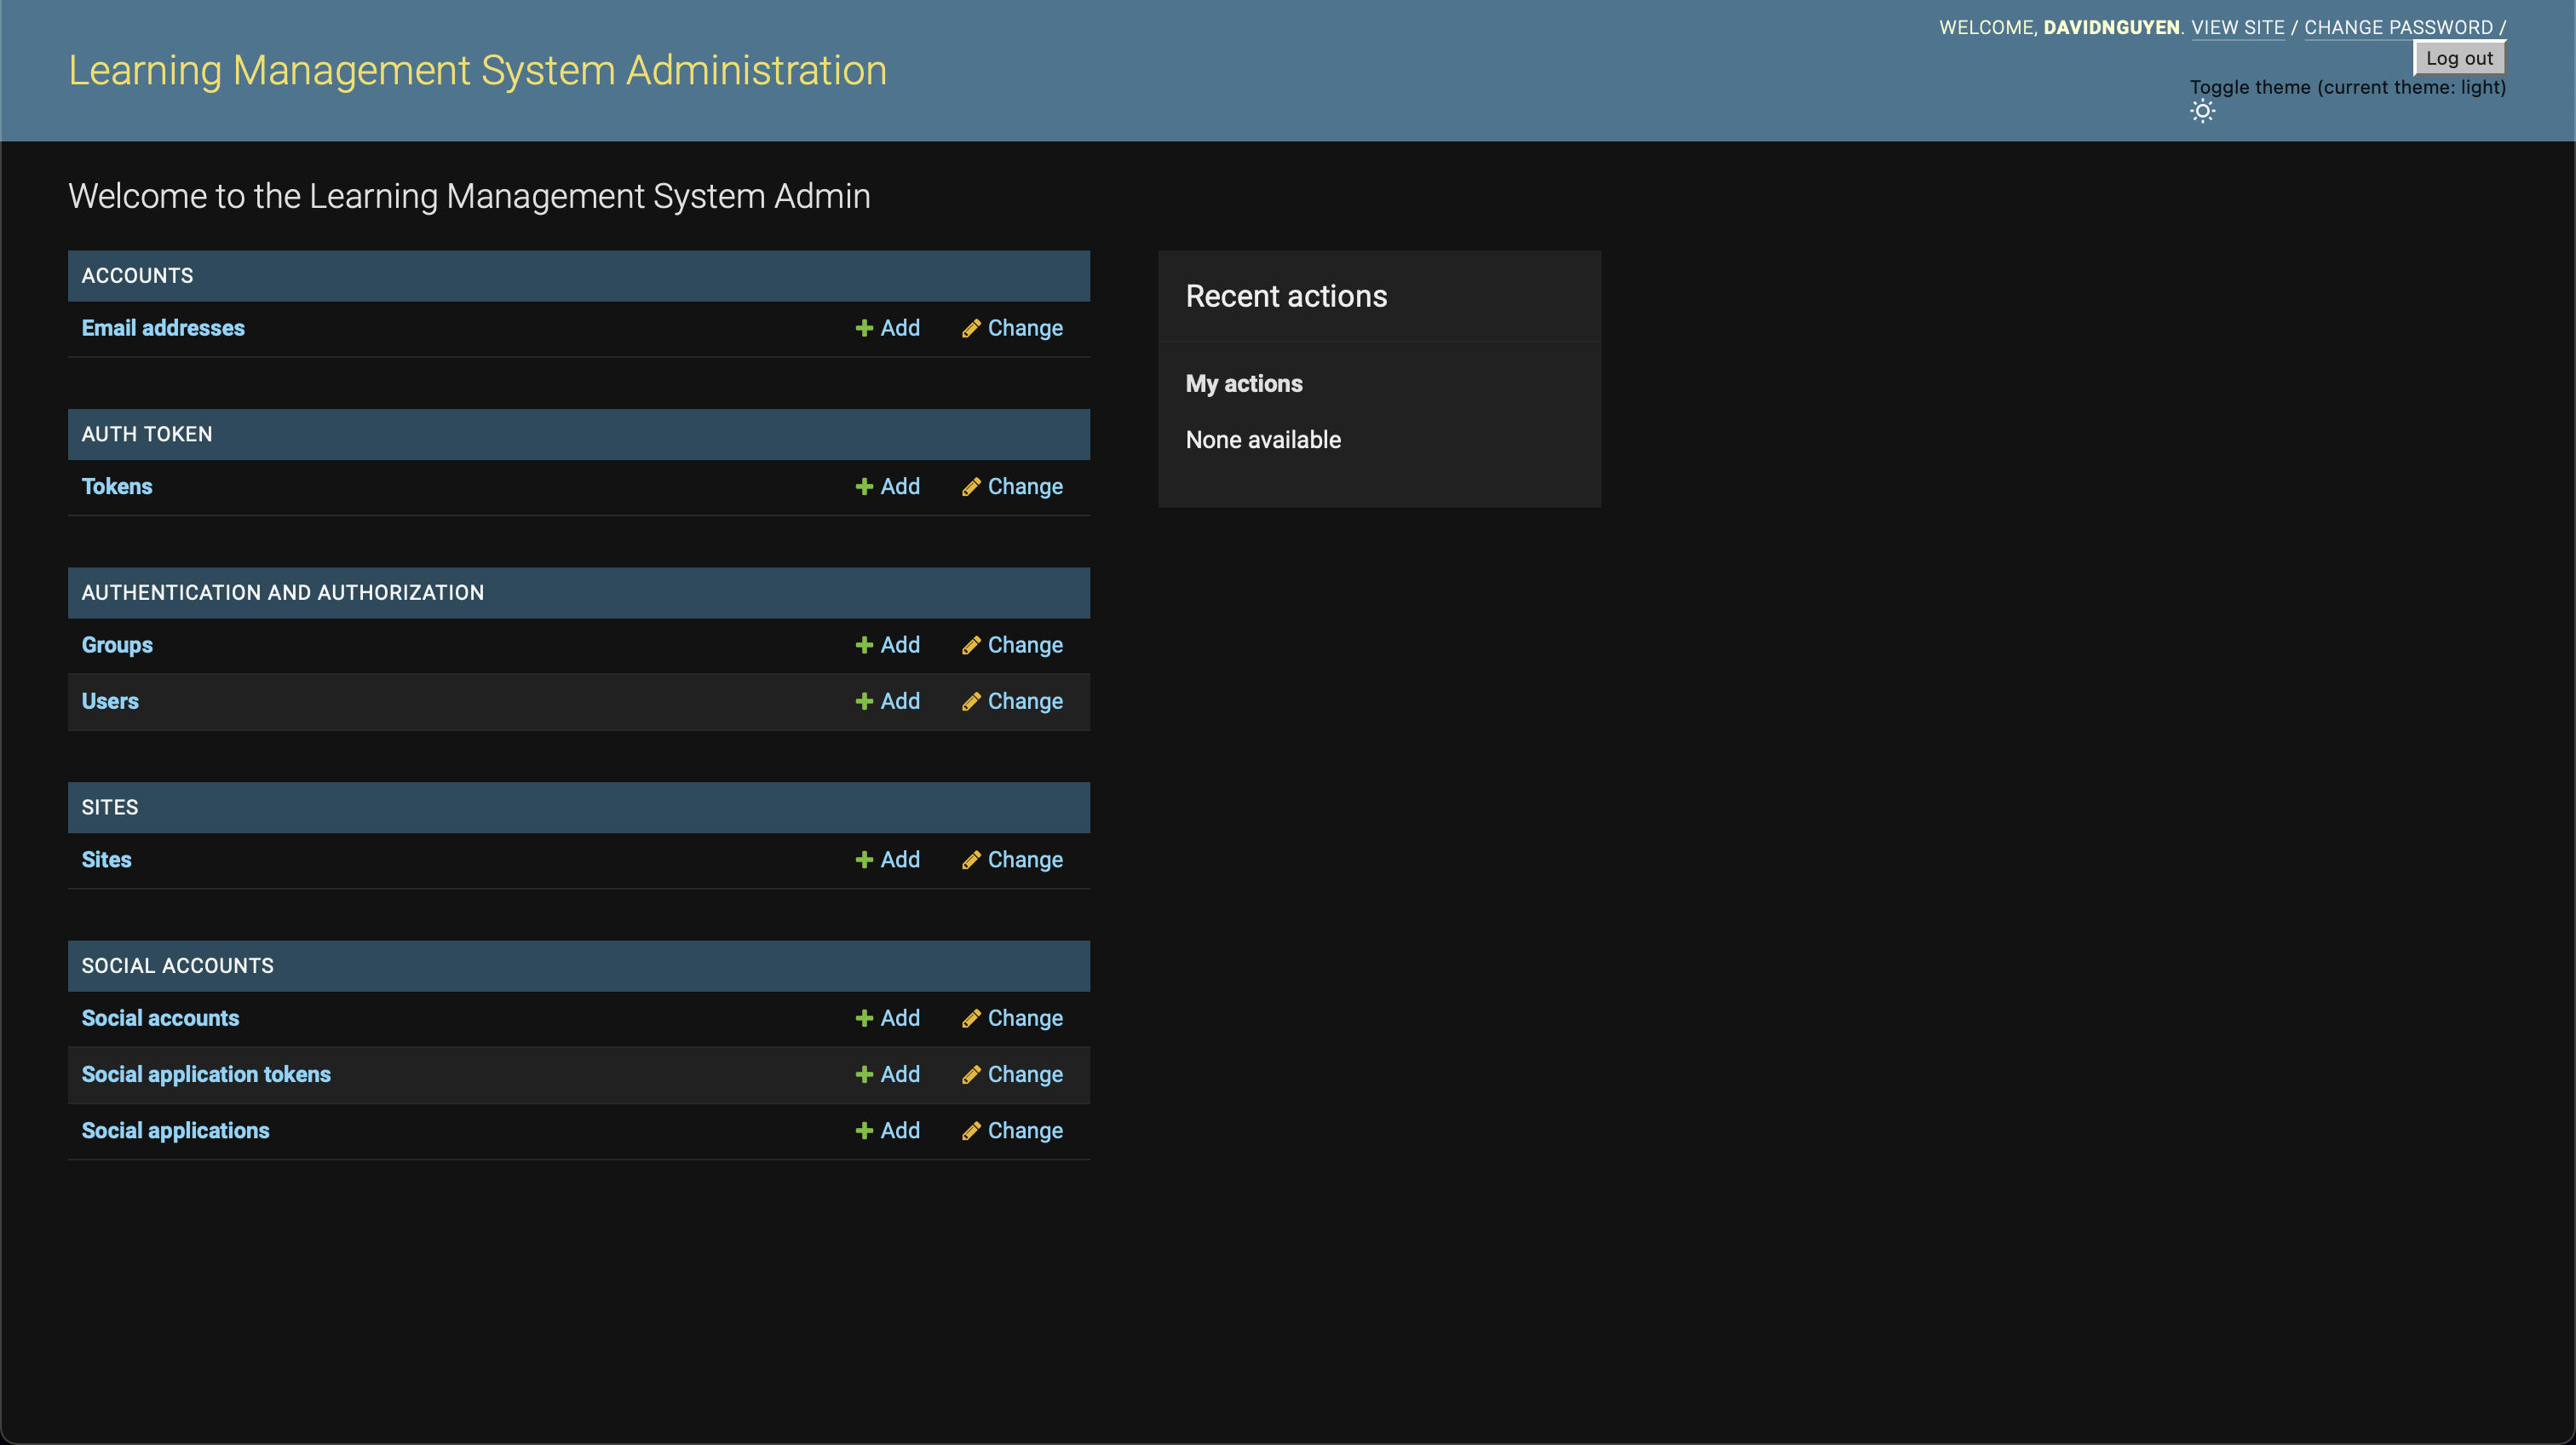 Learning Management System Administration
WELCOME, DAVIDNGUYEN. VIEW SITE / CHANGE PASSWORD /
Log out
Toggle theme (current theme: light)
Welcome to the Learning Management System Admin
ACCOUNTS
Email addresses Add Change
AUTH TOKEN
Tokens Add Change
AUTHENTICATION AND AUTHORIZATION
Groups Add Change
Users Add Change
SITES
Sites Add Change
SOCIAL ACCOUNTS
Social accounts Add Change
Social application tokens Add Change
Social applications Add Change
Recent actions
My actions
None available